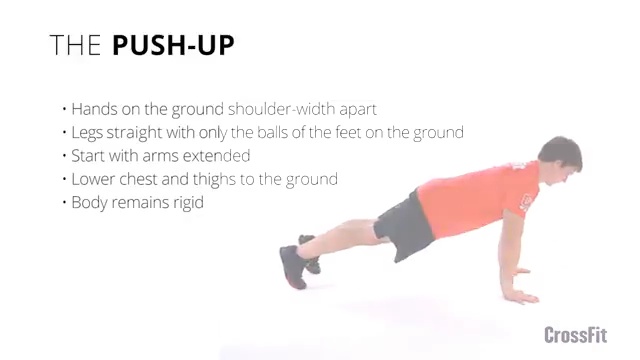 THE PUSH-UP
• Hands on the ground shoulder-width apart
• Legs straight with only the balls of the feet on the ground
• Start with arms extended
• Lower chest and thighs to the ground
• Body remains rigid
CrossFit